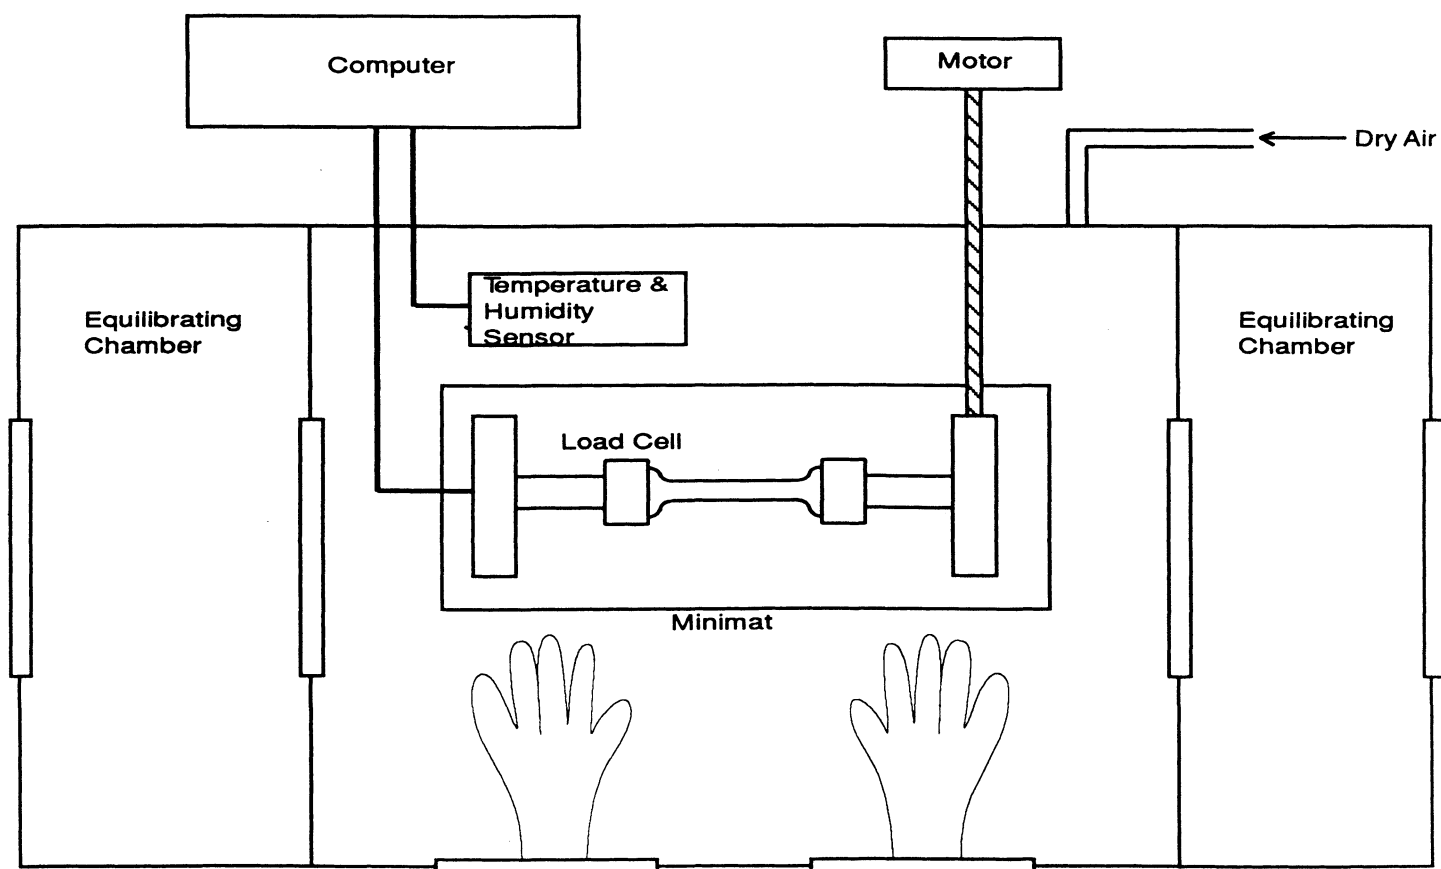 Computer
Motor
Dry Air
Temperature &
Humidity
Sensor
Equilibrating
Chamber
Equilibrating
Chamber
Load Cell
Minimat